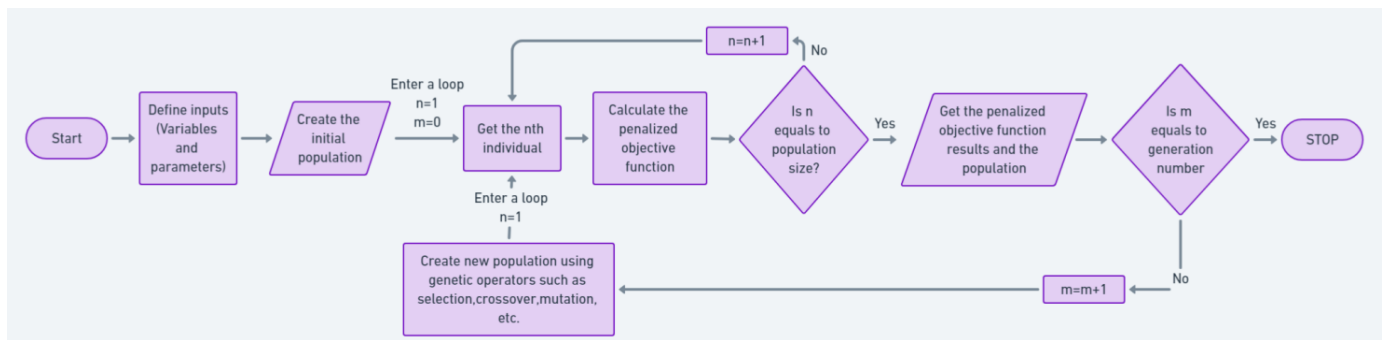 Start
Define inputs
(Variables
and
parameters)
Create the
initial
population
Enter a loop
n=1
m=0
Get the nth
individual
Calculate the
penalized
objective
function
Is n
equals to
population
size?
No
n=n+1
Yes
Get the penalized
objective function
results and the
population
Is m
equals to
generation
number
Yes
STOP
No
m=m+1
Create new population using
genetic operators such as
selection,crossover,mutation,
etc.
Enter a loop
n=1